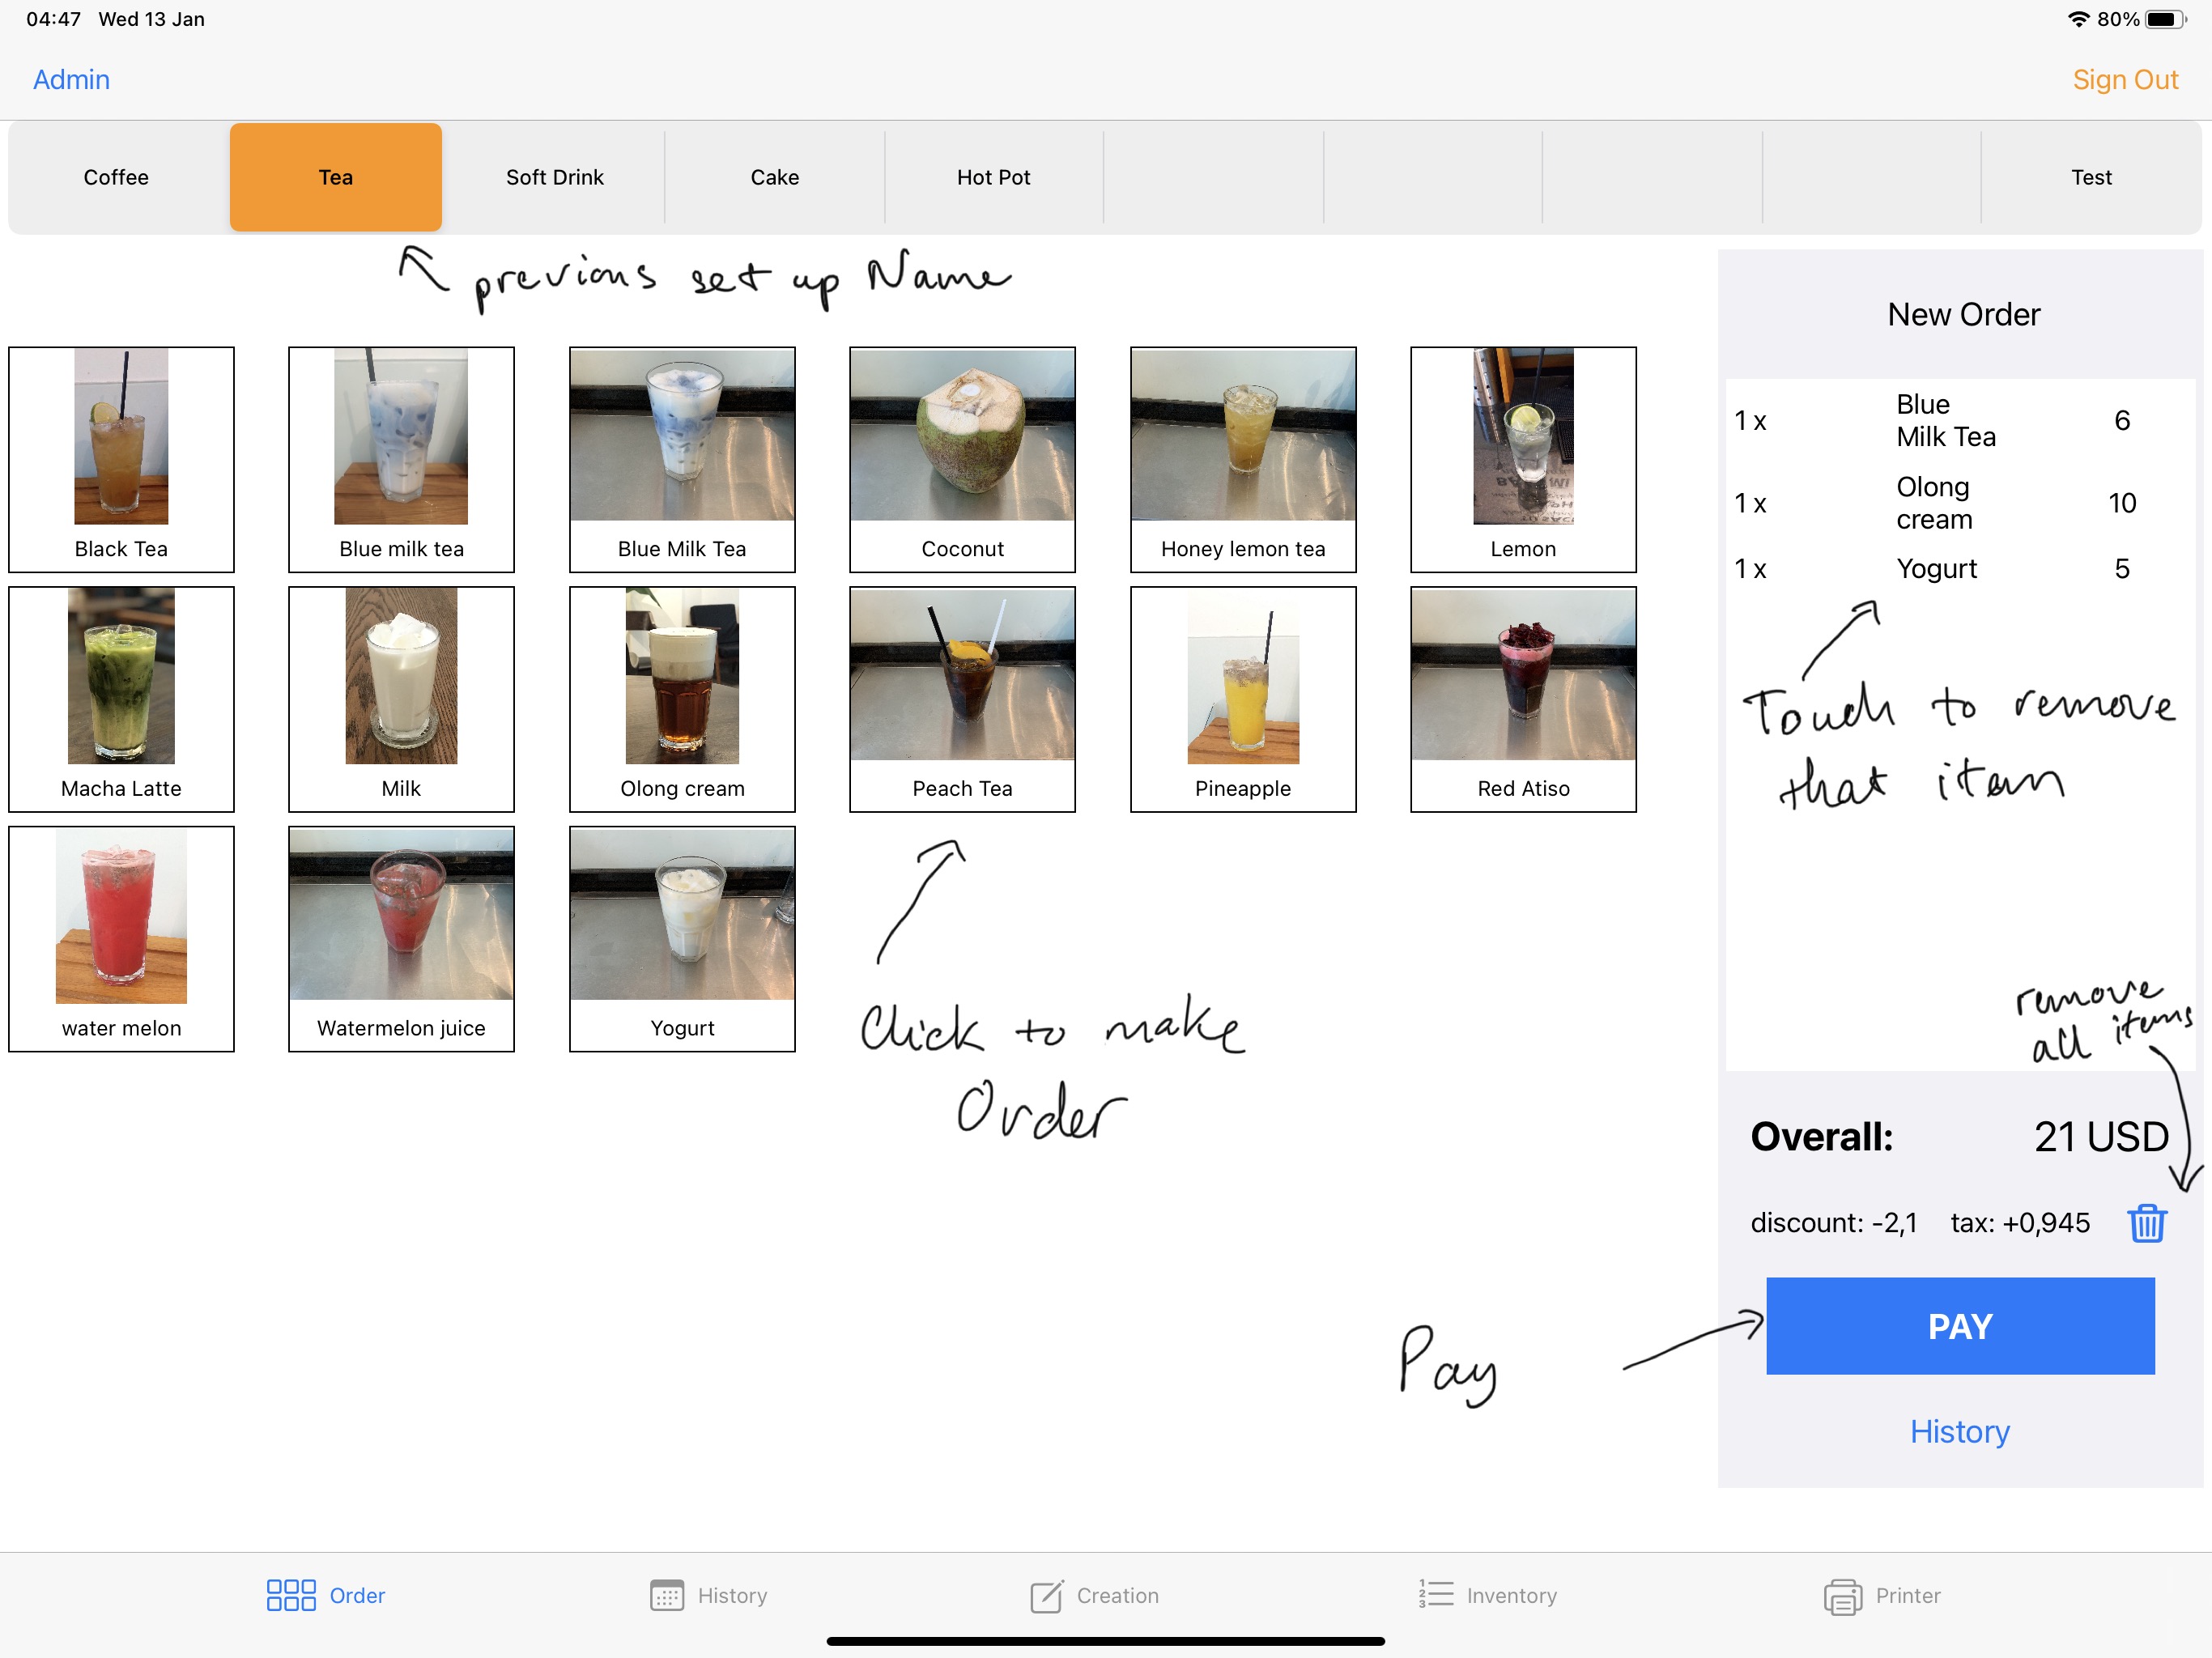 04:47 Wed 13 Jan
80%
Admin
Sign Out
Coffee
Tea
Soft Drink
Cake
Hot Pot
Test
previous set up Name
Black Tea
Blue milk tea
Blue Milk Tea
Coconut
Honey lemon tea
Lemon
Macha Latte
Milk
Olong cream
Peach Tea
Pineapple
Red Atiso
water melon
Watermelon juice
Yogurt
Click to make
Order
New Order
1 x Blue
Milk Tea 6
1 x Olong
cream 10
1 x Yogurt 5
Touch to remove
that item
remove
all items
Overall: 21 USD
discount: -2,1 tax: +0,945
Pay
PAY
History
Order
History
Creation
Inventory
Printer